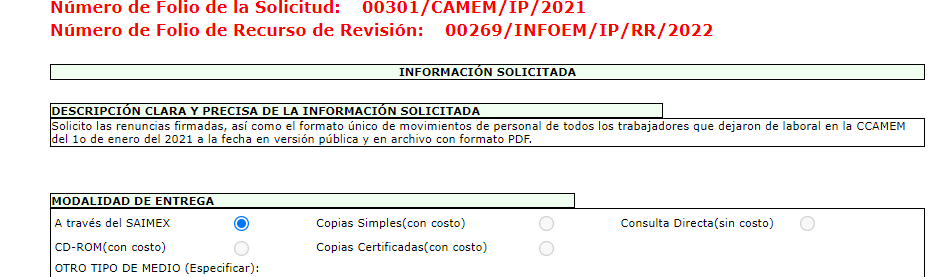 Número de Folio de la Solicitud: 00301/CAMEM/IP/2021
Número de Folio de Recurso de Revisión: 00269/INFOEM/IP/RR/2022
INFORMACIÓN SOLICITADA
DESCRIPCIÓN CLARA Y PRECISA DE LA INFORMACIÓN SOLICITADA
Solicito las renuncias firmadas, así como el formato único de movimientos de personal de todos los trabajadores que dejaron de laboral en la CCAMEM
del 1o de enero del 2021 a la fecha en versión pública y en archivo con formato PDF.
MODALIDAD DE ENTREGA
A través del SAIMEX Copias Simples(con costo) Consulta Directa(sin costo)
CD-ROM(con costo) Copias Certificadas(con costo)
OTRO TIPO DE MEDIO (Especificar):